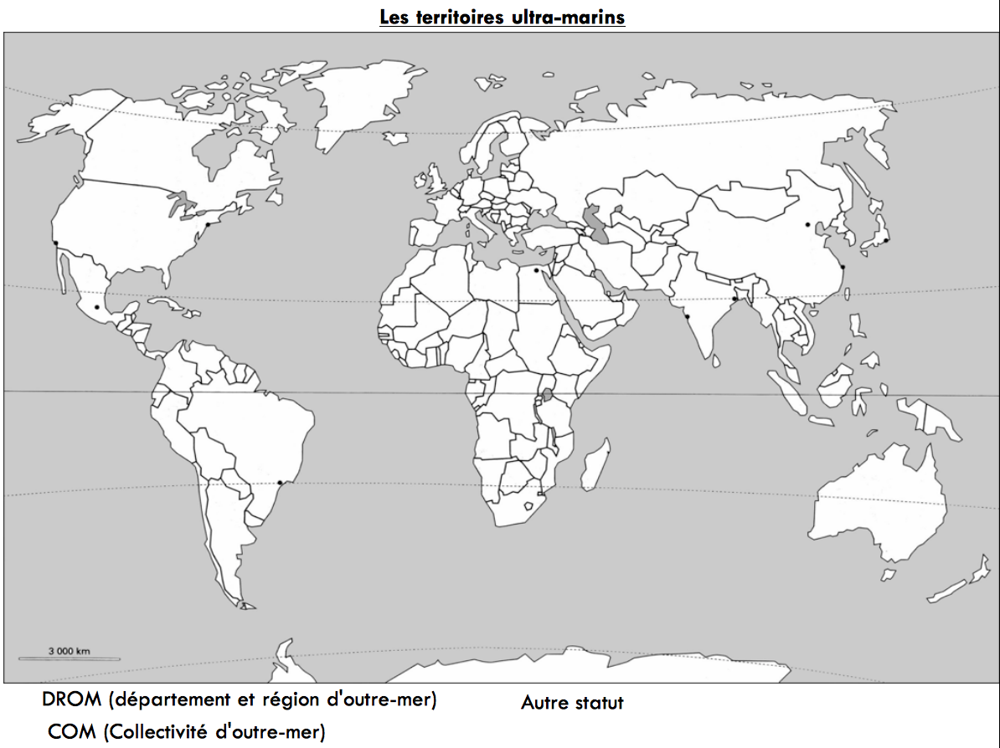 Les territoires ultra-marins
3 000 km
DROM (département et région d'outre-mer)
Autre statut
COM (Collectivité d'outre-mer)